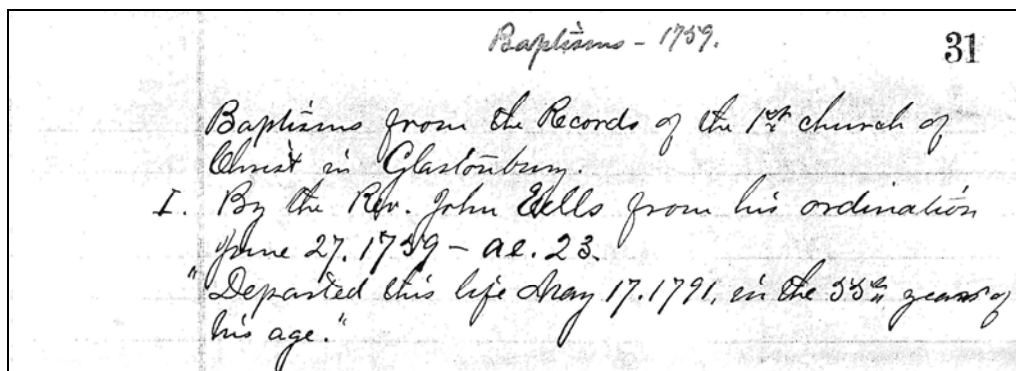 Baptisms - 1759.
31
Baptisms from the Records of the 1st church of
Christ in Glastonbury.
I. By the Rev. John Eells from his ordination
June 27. 1759 - ae. 23.
"Departed this life May 17. 1791, in the 55th years of
his age."